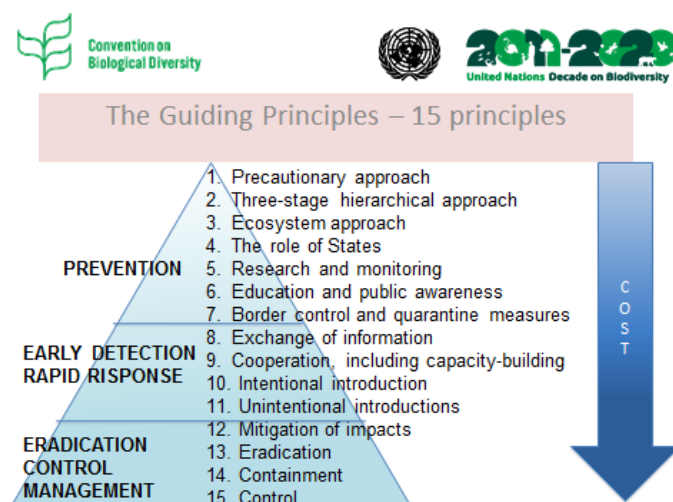 Convention on
Biological Diversity
2011-2020
United Nations Decade on Biodiversity
The Guiding Principles – 15 principles
1. Precautionary approach
2. Three-stage hierarchical approach
3. Ecosystem approach
4. The role of States
PREVENTION
5. Research and monitoring
6. Education and public awareness
7. Border control and quarantine measures
8. Exchange of information
EARLY DETECTION
RAPID RISPONSE
9. Cooperation, including capacity-building
10. Intentional introduction
11. Unintentional introductions
12. Mitigation of impacts
ERADICATION
CONTROL
MANAGEMENT
13. Eradication
14. Containment
15. Control
COST